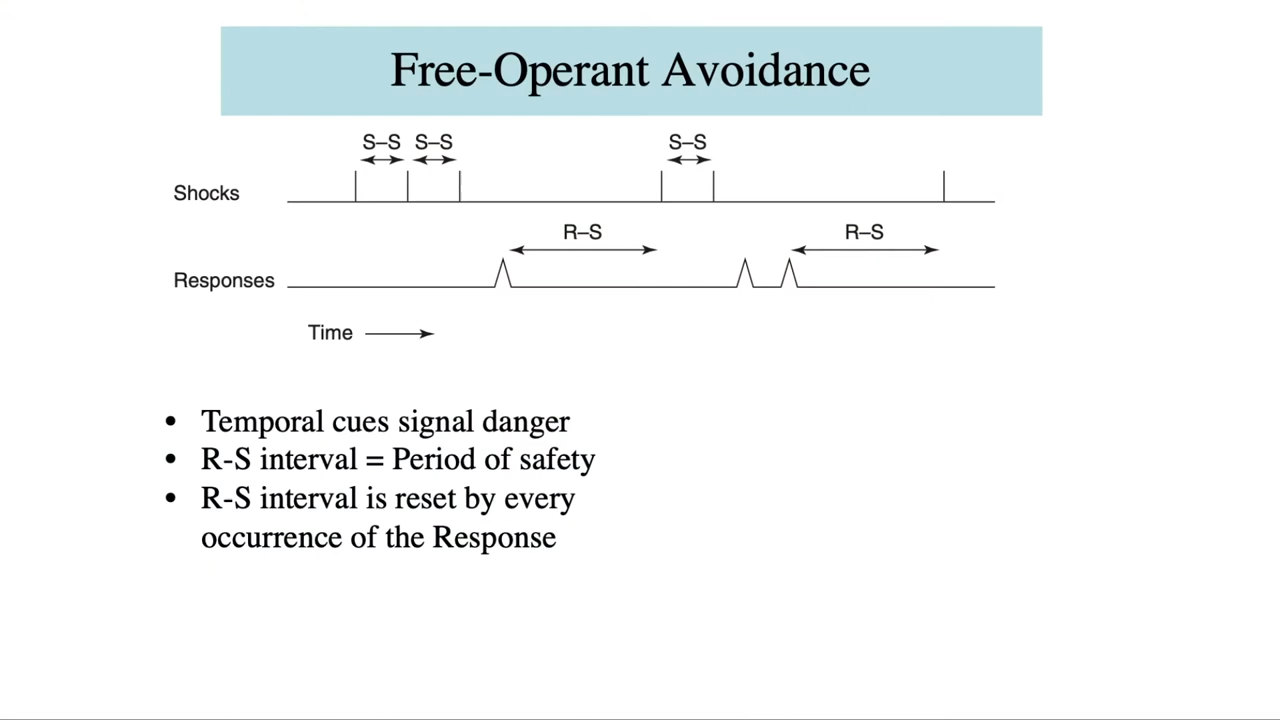 Free-Operant Avoidance
S–S S–S S–S
Shocks
R–S R–S
Responses
Time
• Temporal cues signal danger
• R-S interval = Period of safety
• R-S interval is reset by every
occurrence of the Response